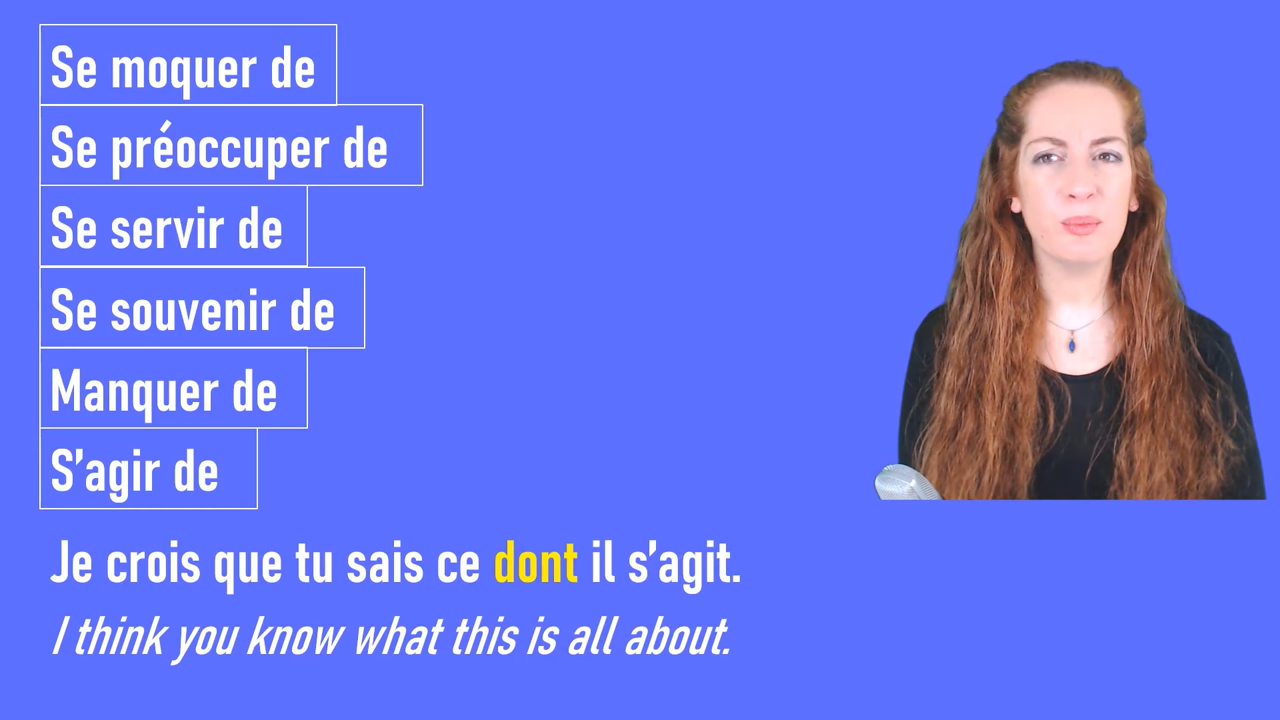 Se moquer de
Se préoccuper de
Se servir de
Se souvenir de
Manquer de
S’agir de
Je crois que tu sais ce dont il s’agit.
I think you know what this is all about.